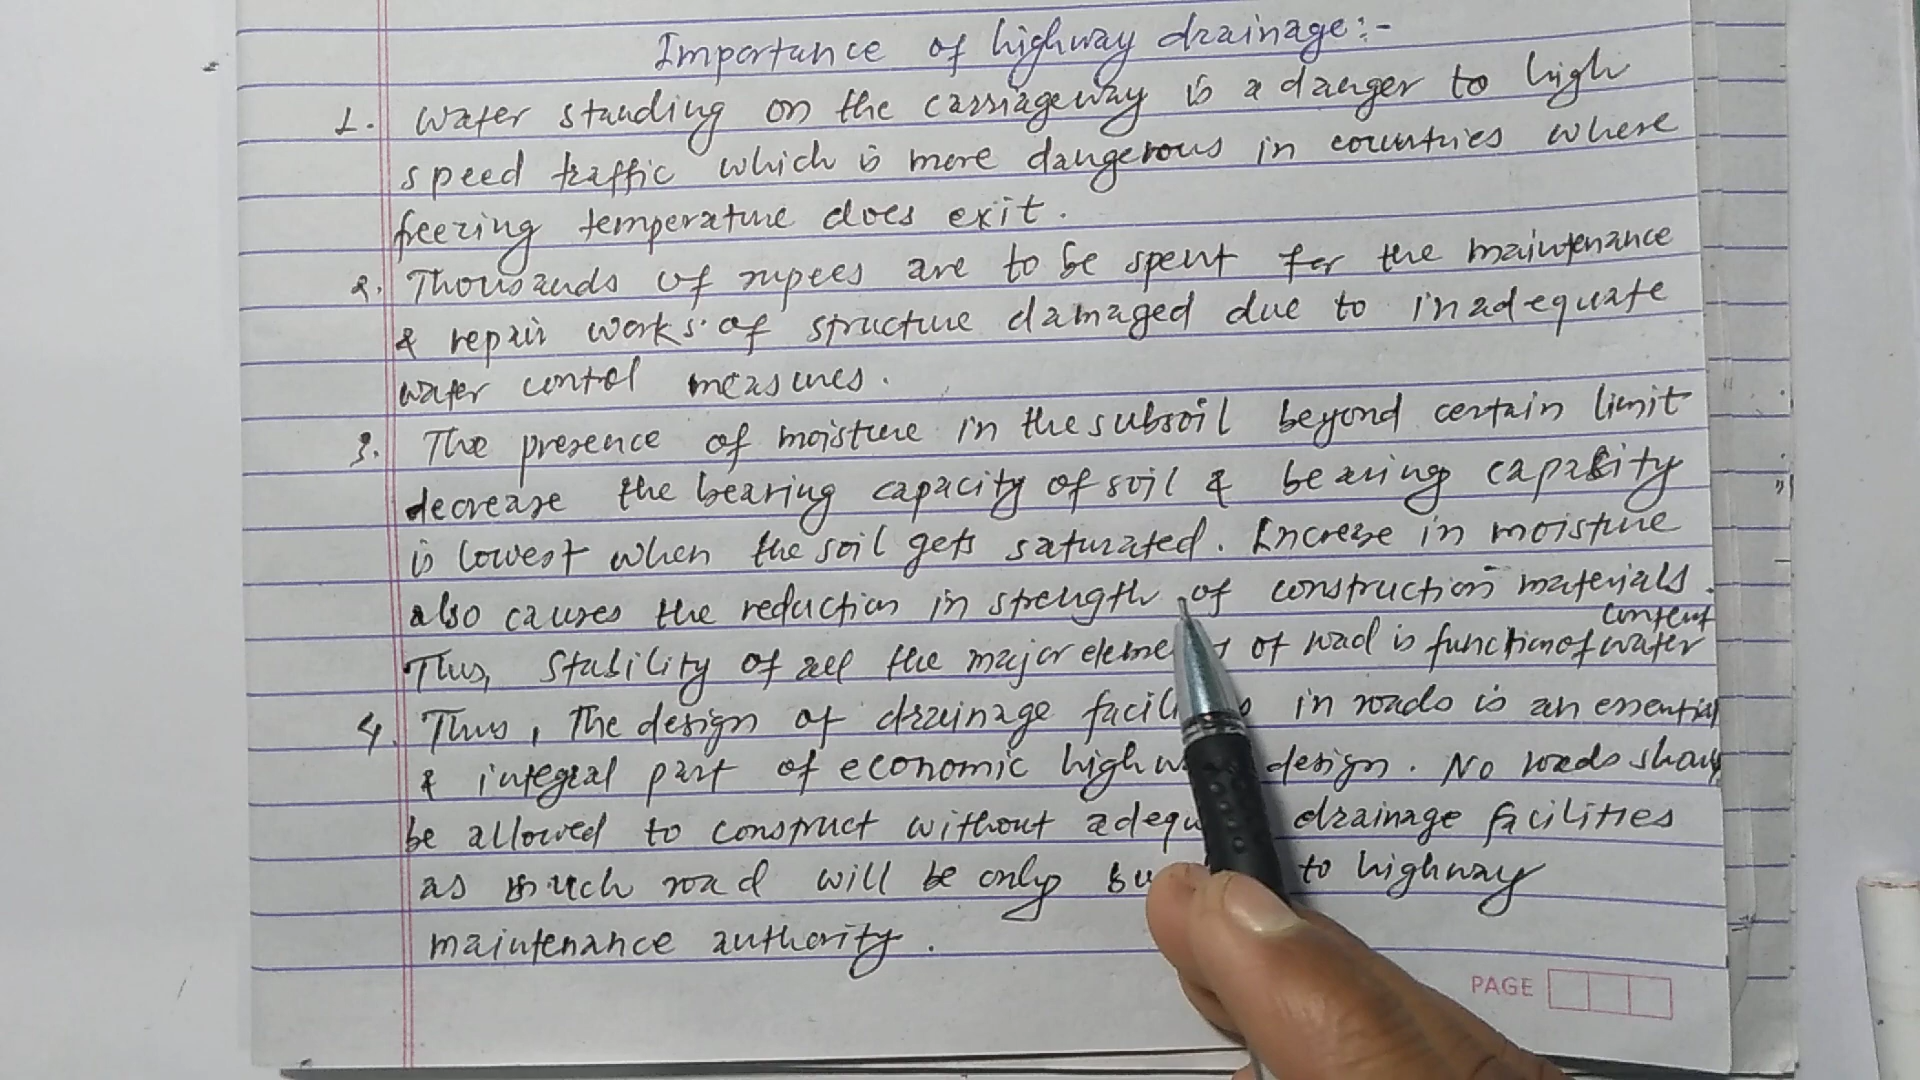 Importance of highway drainage:-
1. Water standing on the carriageway is a danger to high
speed traffic which is more dangerous in countries where
freezing temperature does exit.
2. Thousands of rupees are to be spent for the maintenance
& repair works of structure damaged due to inadequate
water control measures.
3. The presence of moisture in the subsoil beyond certain limit
decrease the bearing capacity of soil & bearing capacity
is lowest when the soil gets saturated. Increase in moisture
also causes the reduction in strength of construction materials.
content
Thus, stability of all the major of road is function of water
4. Thus, The design of drainage in roads is an essential
& integral part of economic design. No roads
be allowed to construct without drainage facilities
as such road will be only to highway
maintenance authority.
PAGE